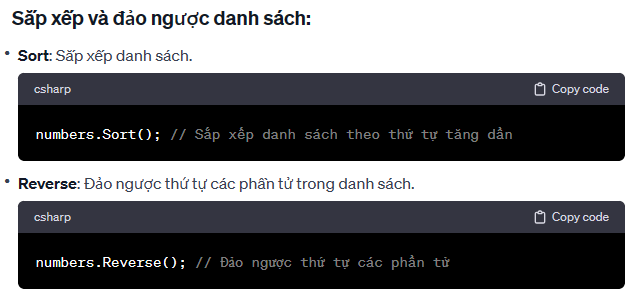 Sắp xếp và đảo ngược danh sách:
• Sort: Sắp xếp danh sách.
csharp Copy code
numbers.Sort(); // Sắp xếp danh sách theo thứ tự tăng dần
• Reverse: Đảo ngược thứ tự các phần tử trong danh sách.
csharp Copy code
numbers.Reverse(); // Đảo ngược thứ tự các phần tử